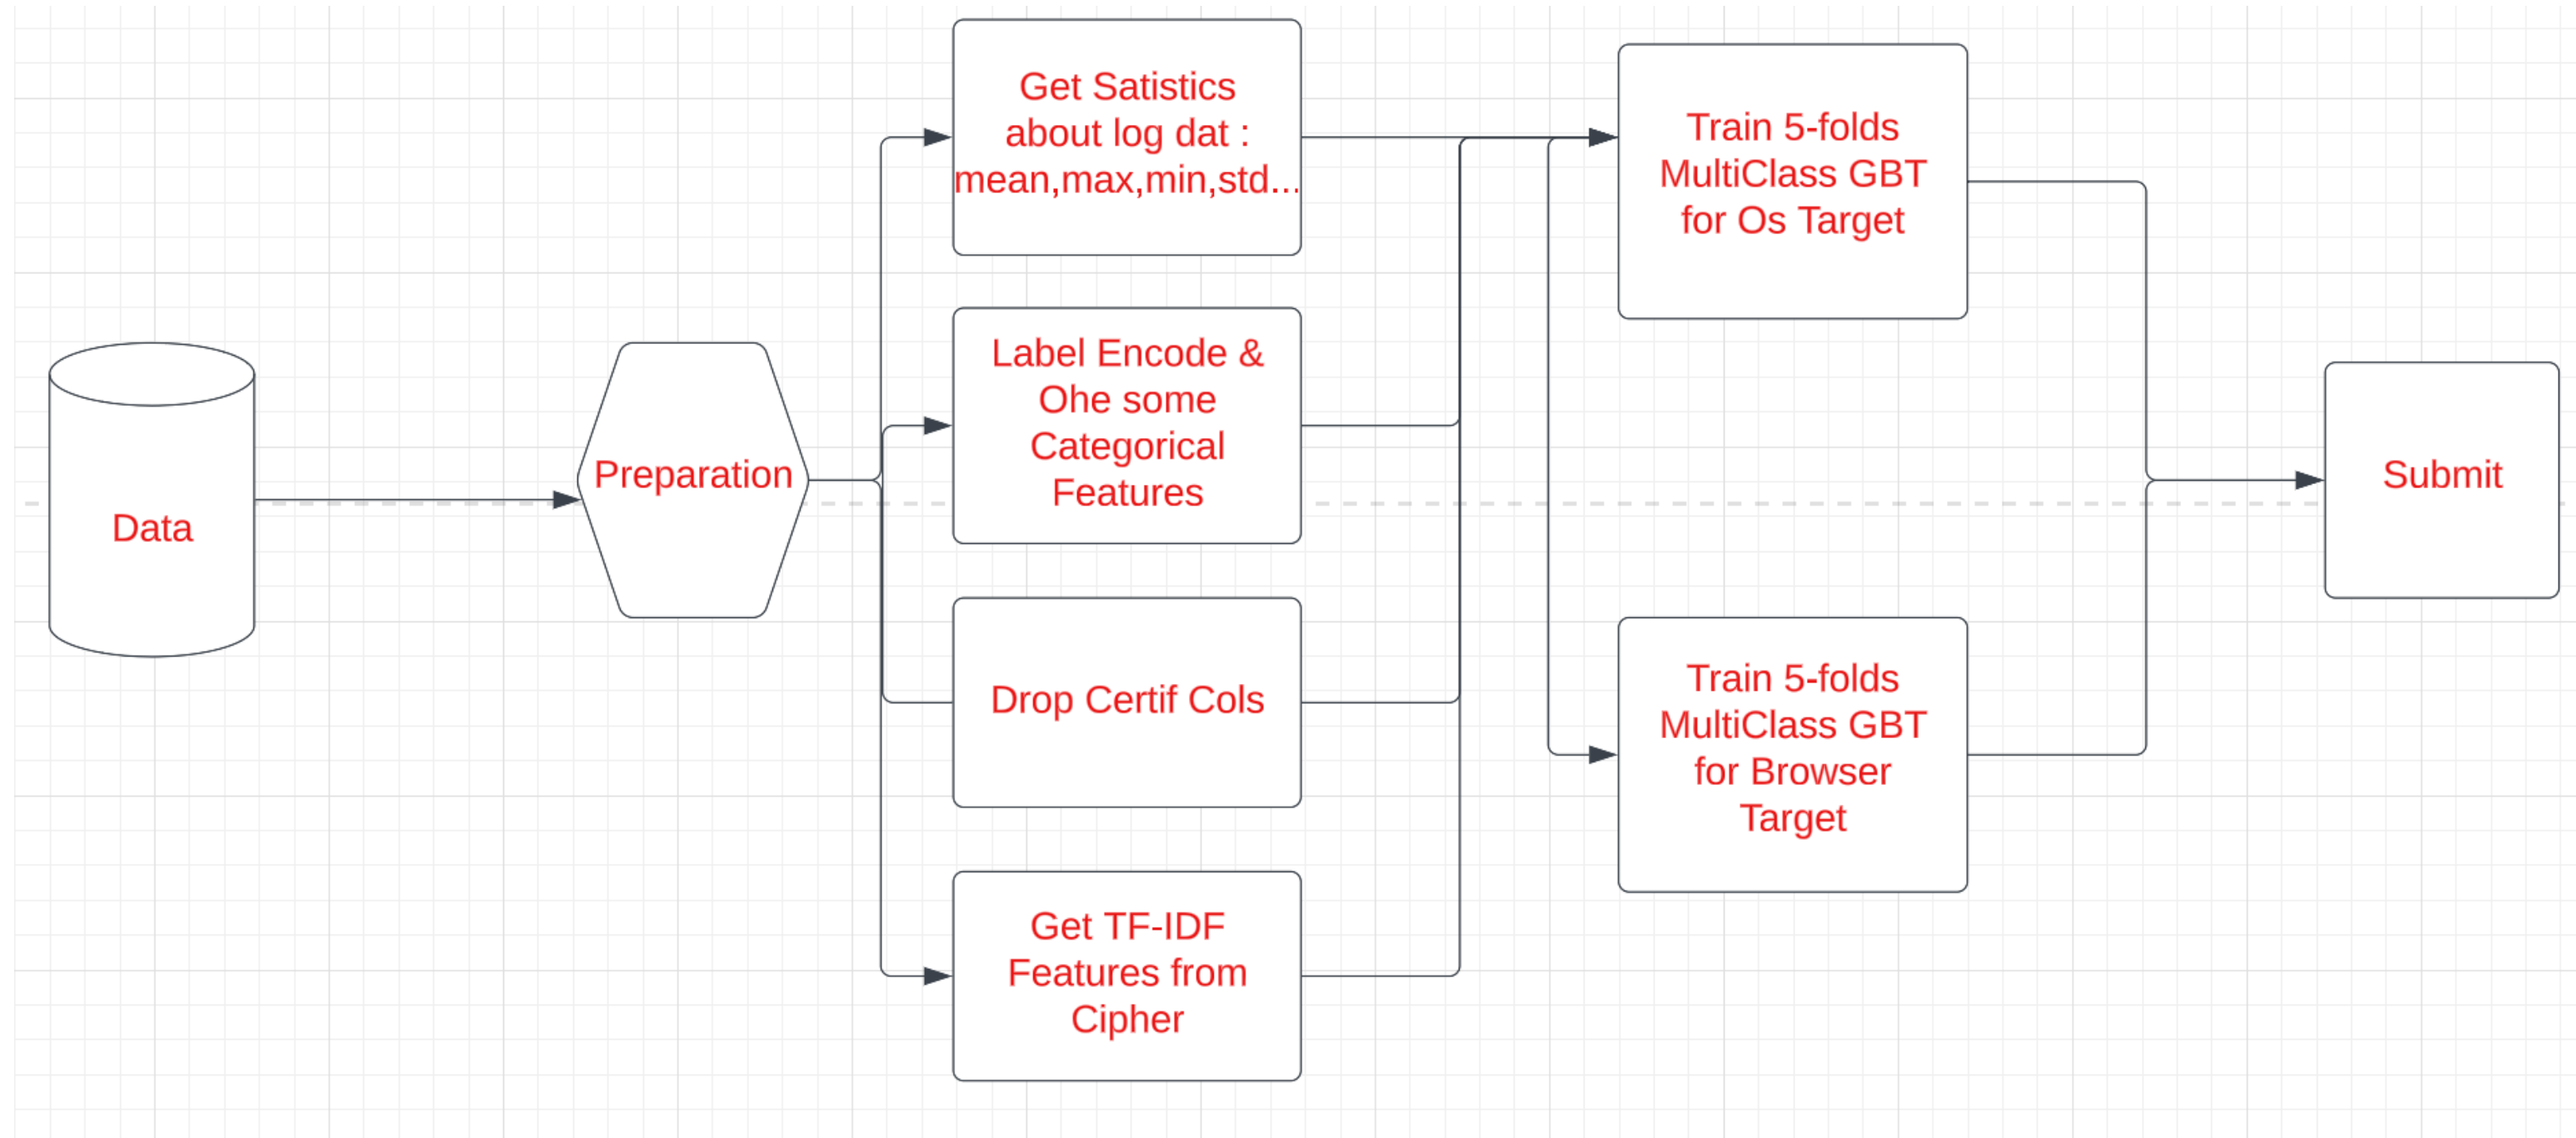 Data
Preparation
Get Satistics
about log dat :
mean,max,min,std...
Label Encode &
Ohe some
Categorical
Features
Drop Certif Cols
Get TF-IDF
Features from
Cipher
Train 5-folds
MultiClass GBT
for Os Target
Train 5-folds
MultiClass GBT
for Browser
Target
Submit